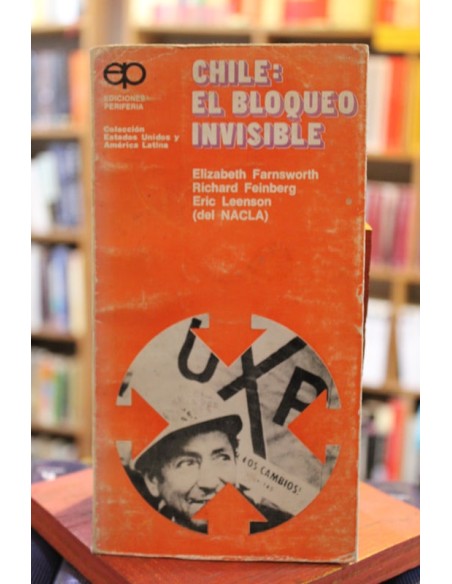 ep
EDICIONES
PERIFERIA
Colección
Estados Unidos y
América Latina
CHILE:
EL BLOQUEO
INVISIBLE
Elizabeth Farnsworth
Richard Feinberg
Eric Leenson
(del NACLA)
UXP
LOS CAMBIOS!